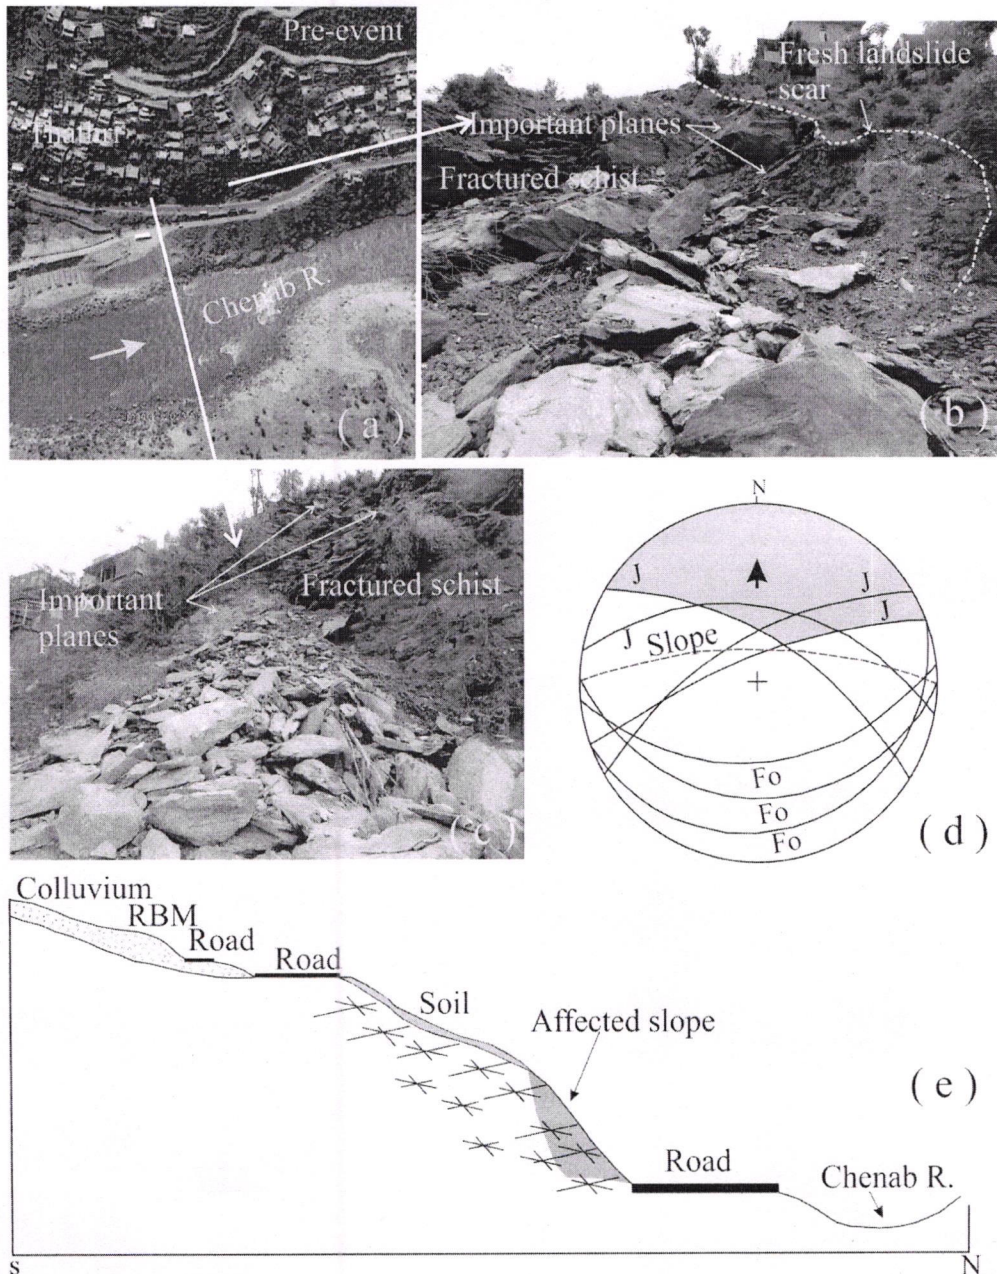 Pre-event
Thathri
Chenab R.
( a )
Fresh landslide
scar
Important planes
Fractured schist
( b )
Important
planes
Fractured schist
( c )
N
J
J
J
J
Slope
Fo
Fo
Fo
( d )
Colluvium
RBM
Road
Road
Soil
Affected slope
( e )
Road
Chenab R.
S
N